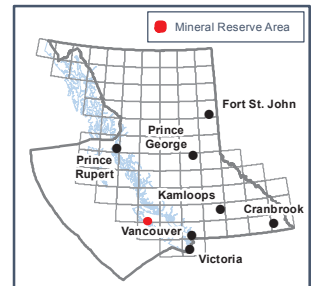 Mineral Reserve Area
Fort St. John
Prince
George
Prince
Rupert
Kamloops
Cranbrook
Vancouver
Victoria